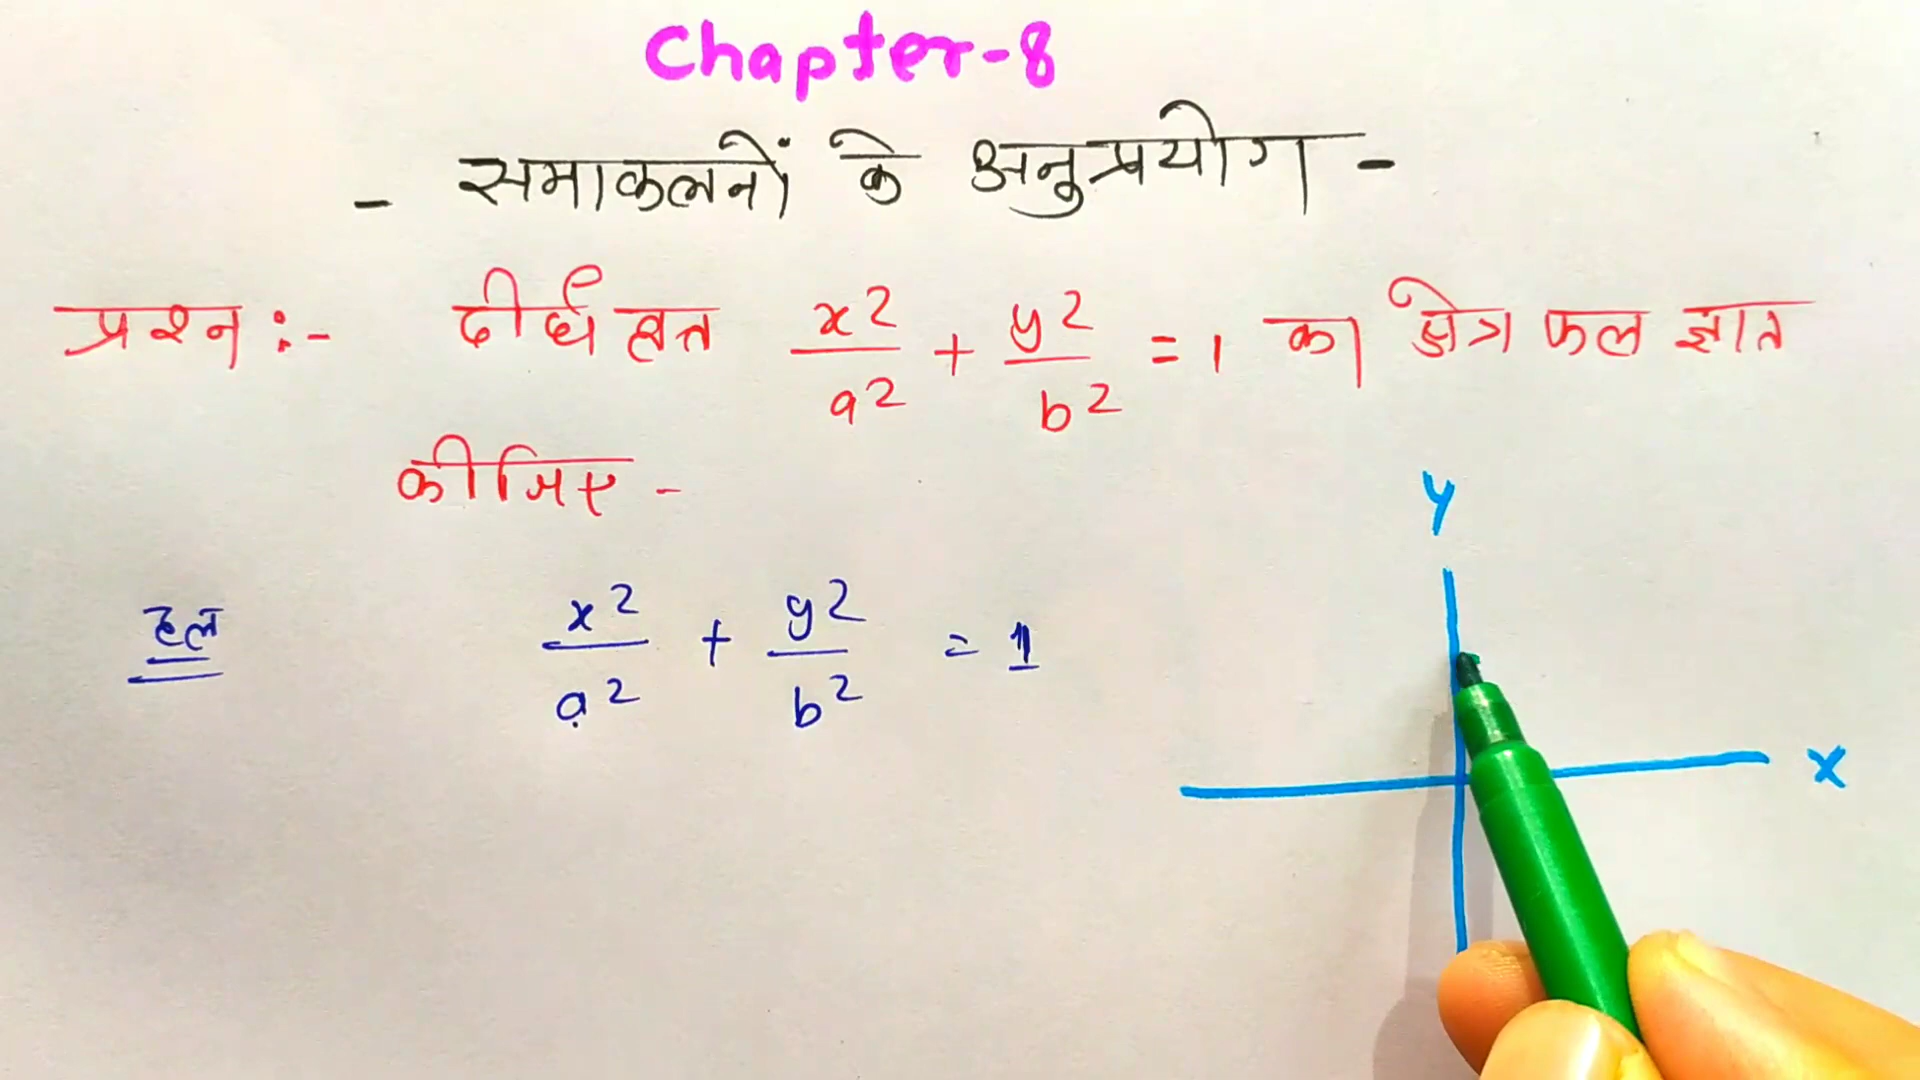 Chapter-8
- समाकलनों के अनुप्रयोग -
प्रश्न :- दीर्घवृत्त x²/a² + y²/b² = 1 का क्षेत्रफल ज्ञात
कीजिए -
हल x²/a² + y²/b² = 1
y
x